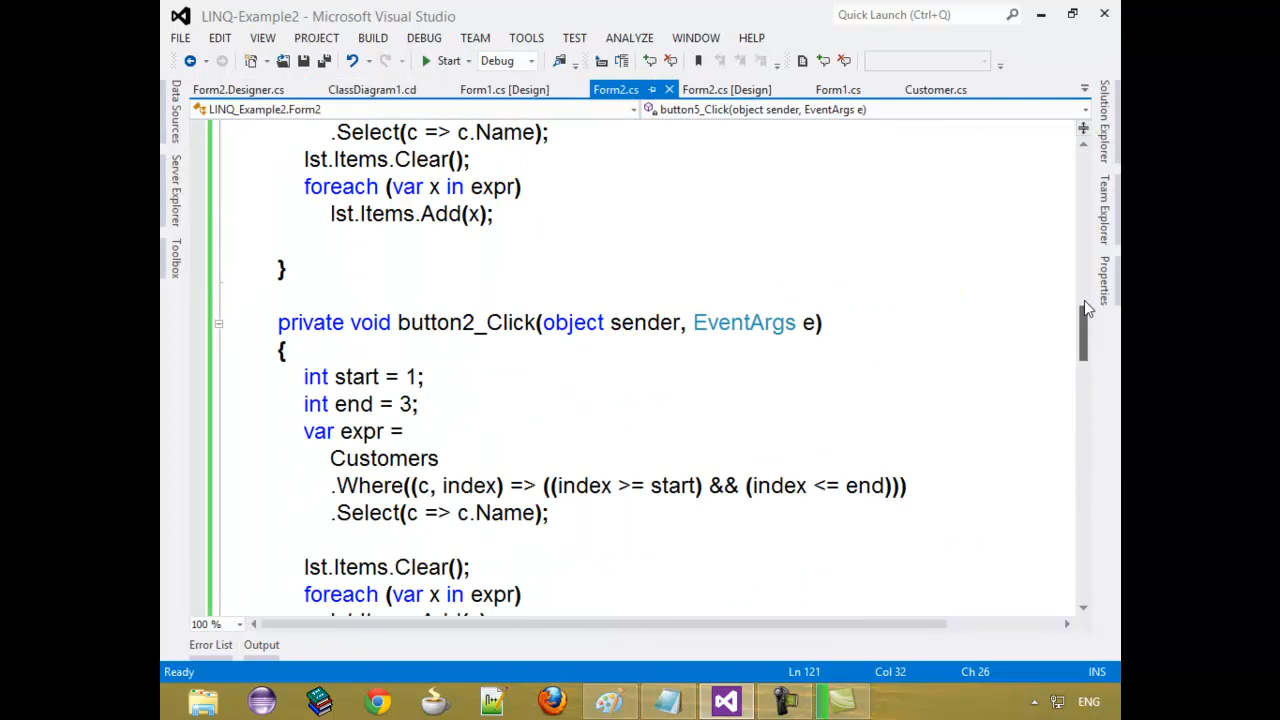 LINQ-Example2 - Microsoft Visual Studio
Quick Launch (Ctrl+Q)
FILE EDIT VIEW PROJECT BUILD DEBUG TEAM TOOLS TEST ANALYZE WINDOW HELP
Start Debug
Form2.Designer.cs ClassDiagram1.cd Form1.cs [Design] Form2.cs Form2.cs [Design] Form1.cs Customer.cs
LINQ_Example2.Form2 button5_Click(object sender, EventArgs e)
Data Sources
Server Explorer
Toolbox
.Select(c => c.Name);
lst.Items.Clear();
foreach (var x in expr)
lst.Items.Add(x);
}
private void button2_Click(object sender, EventArgs e)
{
int start = 1;
int end = 3;
var expr =
Customers
.Where((c, index) => ((index >= start) && (index <= end)))
.Select(c => c.Name);
lst.Items.Clear();
foreach (var x in expr)
Solution Explorer
Team Explorer
Properties
100 %
Error List Output
Ready Ln 121 Col 32 Ch 26 INS
ENG